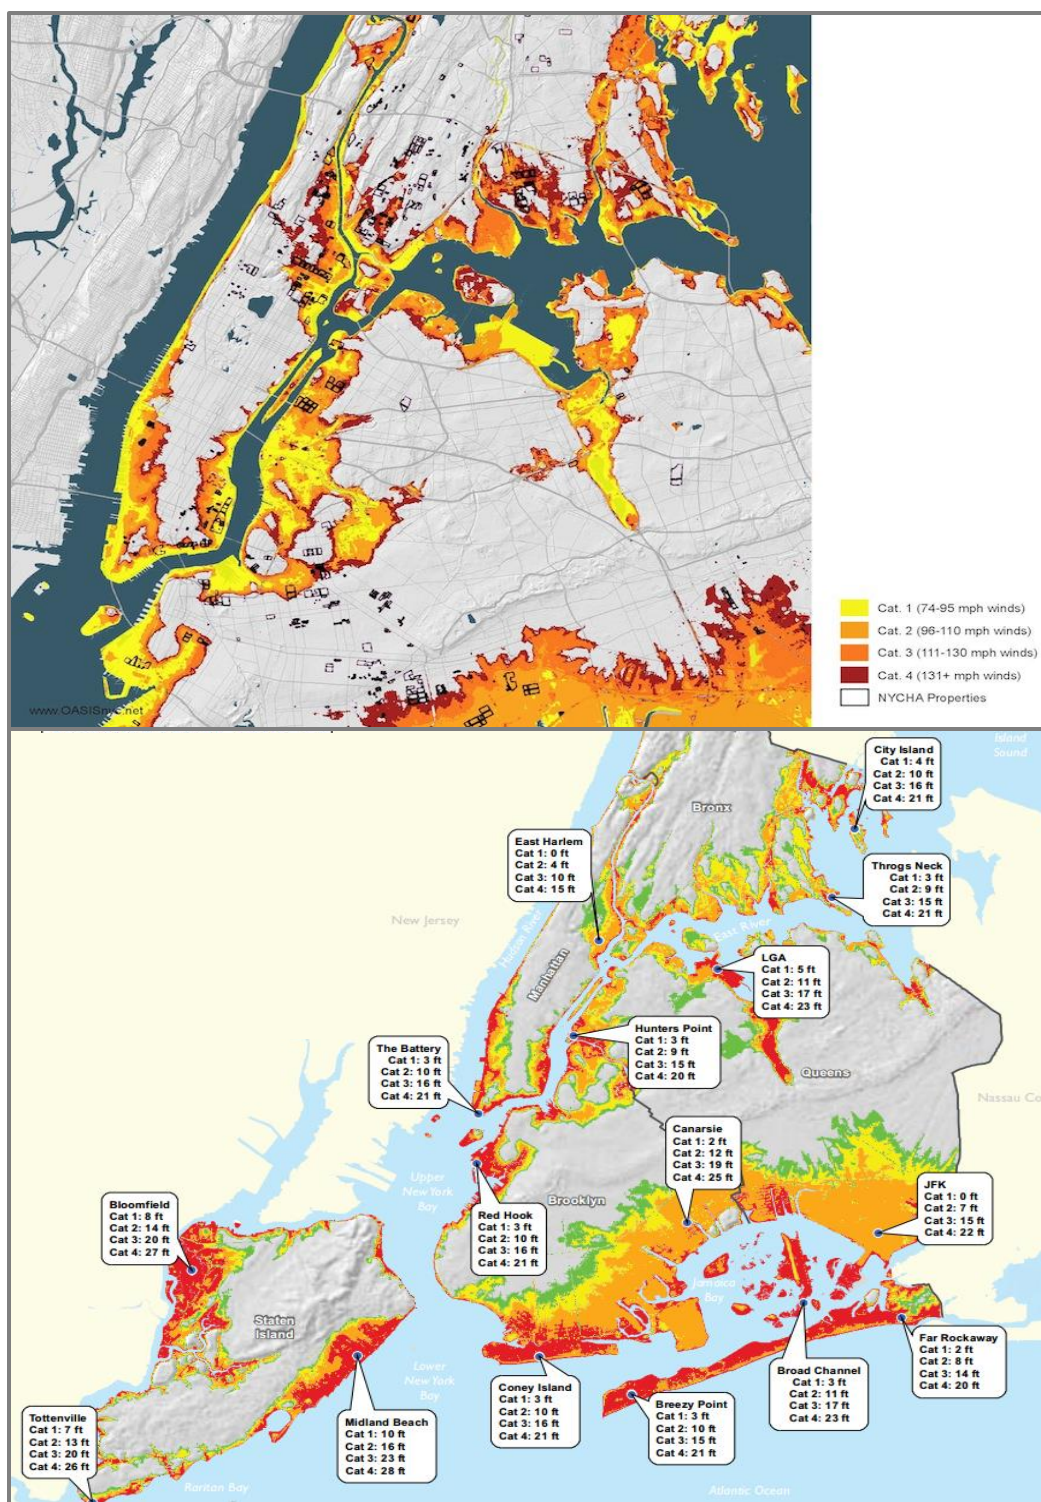 www.OASISnyc.net
Cat. 1 (74-95 mph winds)
Cat. 2 (96-110 mph winds)
Cat. 3 (111-130 mph winds)
Cat. 4 (131+ mph winds)
NYCHA Properties
Island
Sound
City Island
Cat 1: 4 ft
Cat 2: 10 ft
Cat 3: 16 ft
Cat 4: 21 ft
Bronx
East Harlem
Cat 1: 0 ft
Cat 2: 4 ft
Cat 3: 10 ft
Cat 4: 15 ft
Throgs Neck
Cat 1: 3 ft
Cat 2: 9 ft
Cat 3: 15 ft
Cat 4: 21 ft
New Jersey
Hudson River
East River
Manhattan
LGA
Cat 1: 5 ft
Cat 2: 11 ft
Cat 3: 17 ft
Cat 4: 23 ft
Hunters Point
Cat 1: 3 ft
Cat 2: 9 ft
Cat 3: 15 ft
Cat 4: 20 ft
The Battery
Cat 1: 3 ft
Cat 2: 10 ft
Cat 3: 16 ft
Cat 4: 21 ft
Queens
Nassau Co
Canarsie
Cat 1: 2 ft
Cat 2: 12 ft
Cat 3: 19 ft
Cat 4: 25 ft
Upper
New York
Bay
Bloomfield
Cat 1: 8 ft
Cat 2: 14 ft
Cat 3: 20 ft
Cat 4: 27 ft
Red Hook
Cat 1: 3 ft
Cat 2: 10 ft
Cat 3: 16 ft
Cat 4: 21 ft
Brooklyn
JFK
Cat 1: 0 ft
Cat 2: 7 ft
Cat 3: 15 ft
Cat 4: 22 ft
Jamaica
Bay
Staten
Island
Lower
New York
Bay
Far Rockaway
Cat 1: 2 ft
Cat 2: 8 ft
Cat 3: 14 ft
Cat 4: 20 ft
Broad Channel
Cat 1: 3 ft
Cat 2: 11 ft
Cat 3: 17 ft
Cat 4: 23 ft
Coney Island
Cat 1: 3 ft
Cat 2: 10 ft
Cat 3: 16 ft
Cat 4: 21 ft
Breezy Point
Cat 1: 3 ft
Cat 2: 10 ft
Cat 3: 15 ft
Cat 4: 21 ft
Tottenville
Cat 1: 7 ft
Cat 2: 13 ft
Cat 3: 20 ft
Cat 4: 26 ft
Midland Beach
Cat 1: 10 ft
Cat 2: 16 ft
Cat 3: 23 ft
Cat 4: 28 ft
Raritan Bay
Atlantic Ocean